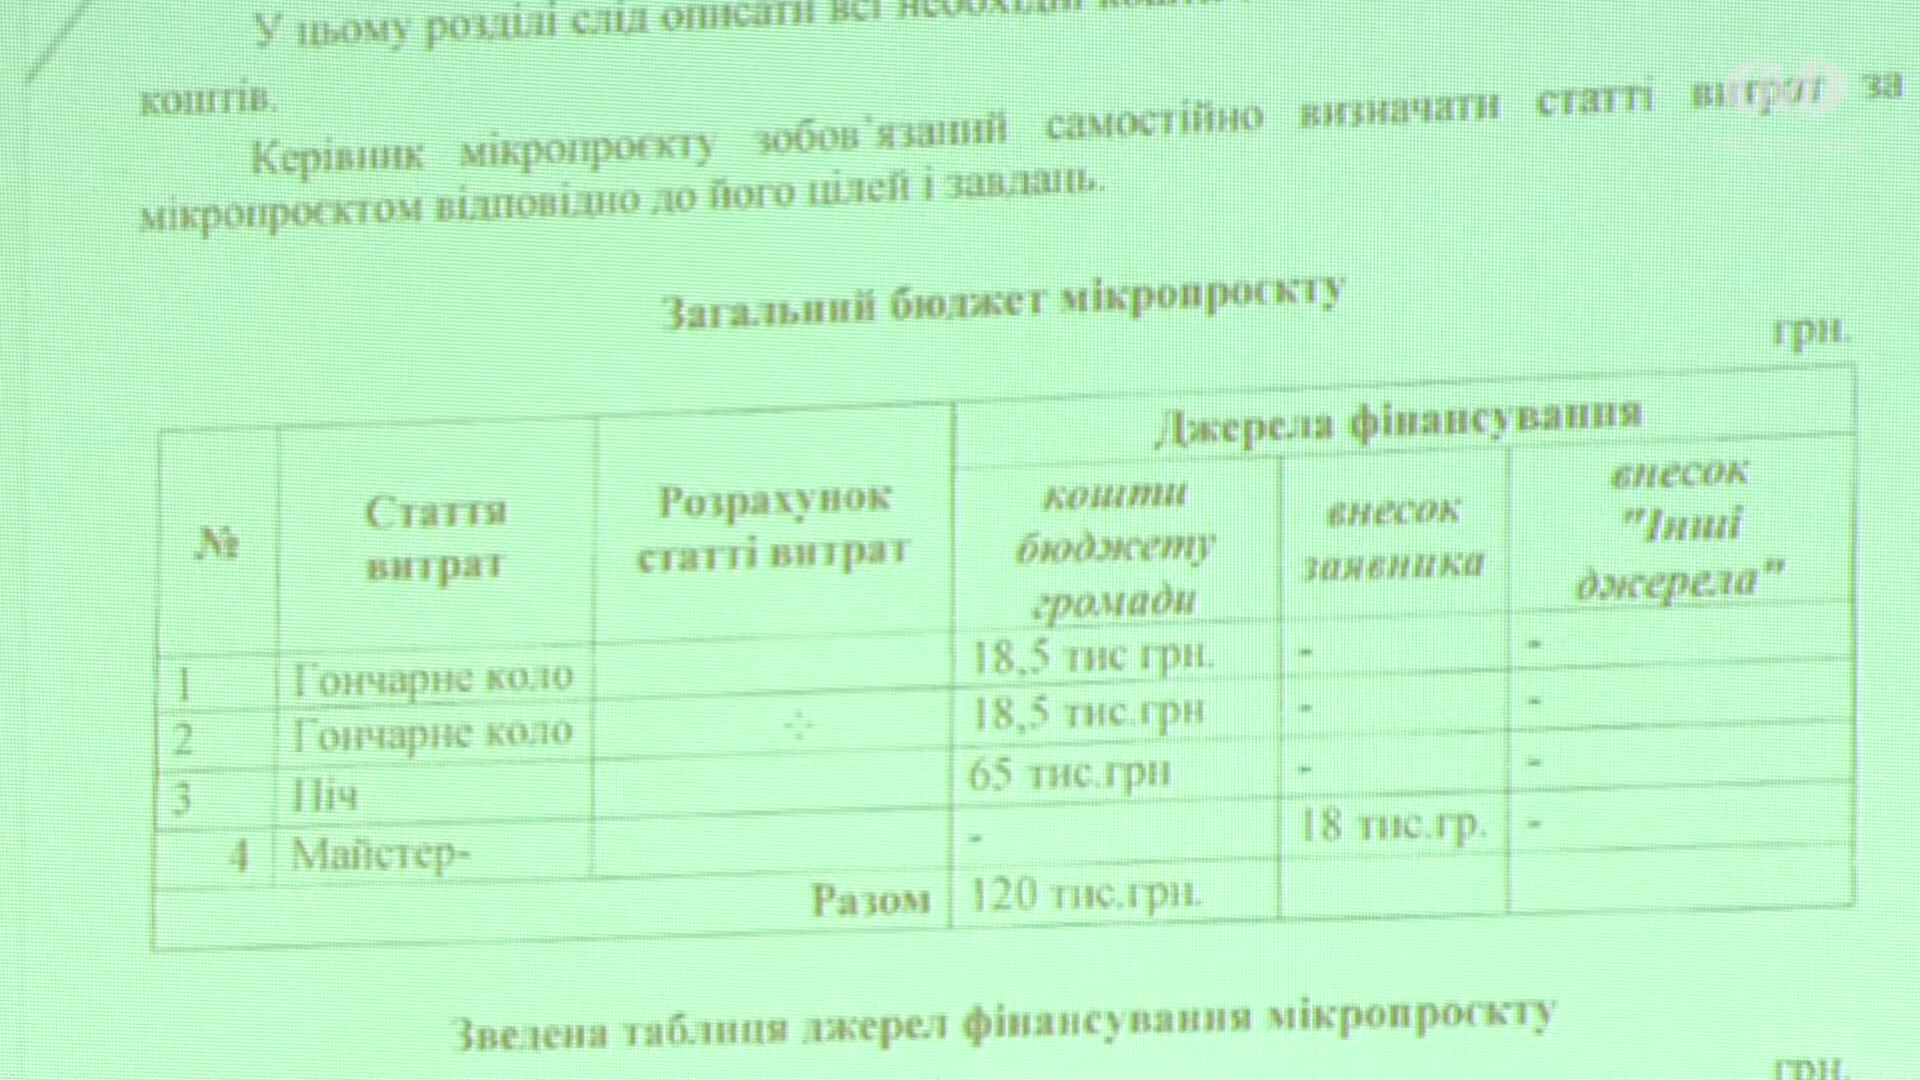 У цьому розділі слід описати всі необхідні
коштів.
Керівник мікропроєкту зобов`язаний самостійно визначати статті витрат за
мікропроєктом відповідно до його цілей і завдань.
Загальний бюджет мікропроєкту
грн.
№ Стаття витрат Розрахунок статті витрат Джерела фінансування
кошти бюджету громади внесок заявника внесок "Інші джерела"
1 Гончарне коло 18,5 тис грн. - -
2 Гончарне коло 18,5 тис.грн - -
3 Піч 65 тис.грн - -
4 Майстер- - 18 тис.гр. -
Разом 120 тис.грн.
Зведена таблиця джерел фінансування мікропроєкту
грн.